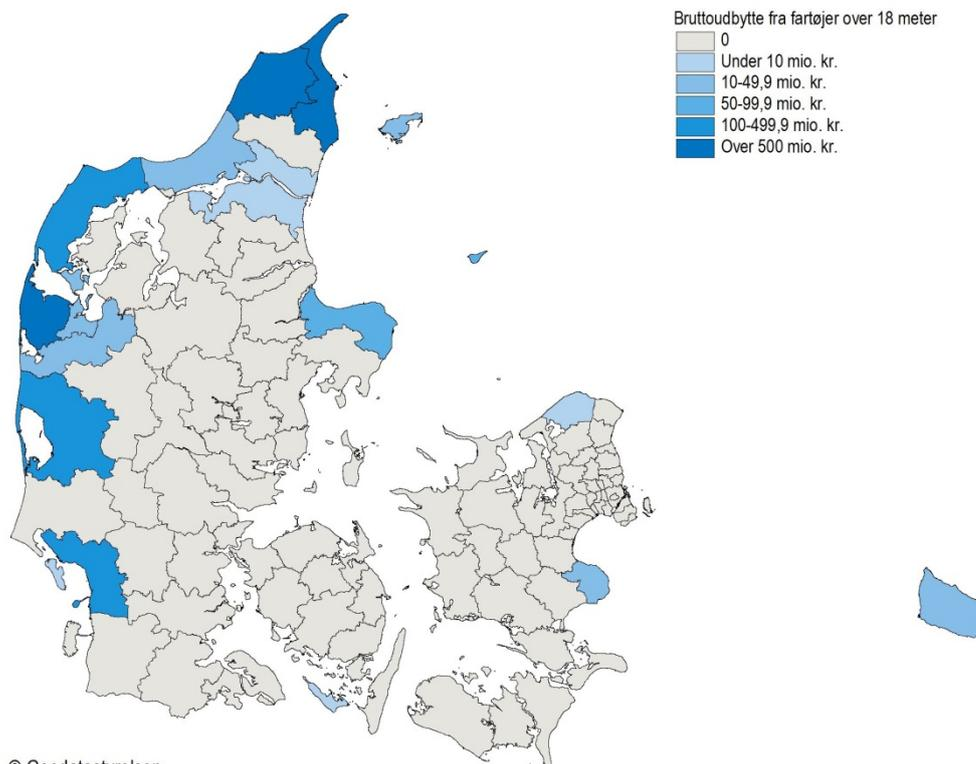 Bruttoudbytte fra fartøjer over 18 meter
0
Under 10 mio. kr.
10-49,9 mio. kr.
50-99,9 mio. kr.
100-499,9 mio. kr.
Over 500 mio. kr.